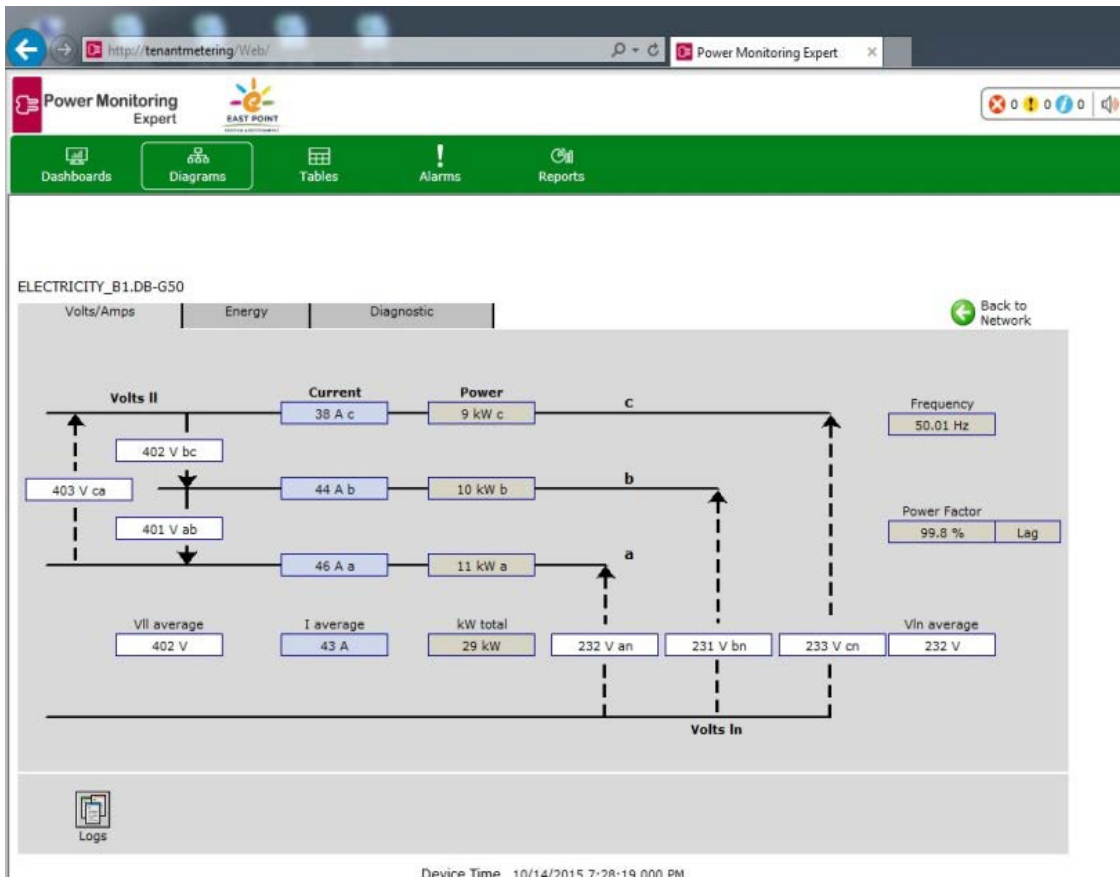 http://tenantmetering/Web/
Power Monitoring Expert
Power Monitoring
Expert
EAST POINT
0 0 0
Dashboards Diagrams Tables Alarms Reports
ELECTRICITY_B1.DB-G50
Volts/Amps Energy Diagnostic
Back to
Network
Volts ll Current Power
38 A c 9 kW c c
Frequency
50.01 Hz
402 V bc
403 V ca 44 A b 10 kW b b
401 V ab
Power Factor
99.8 % Lag
46 A a 11 kW a a
Vll average I average kW total Vln average
402 V 43 A 29 kW 232 V an 231 V bn 233 V cn 232 V
Volts ln
Logs
Device Time 10/14/2015 7:28:19.000 PM